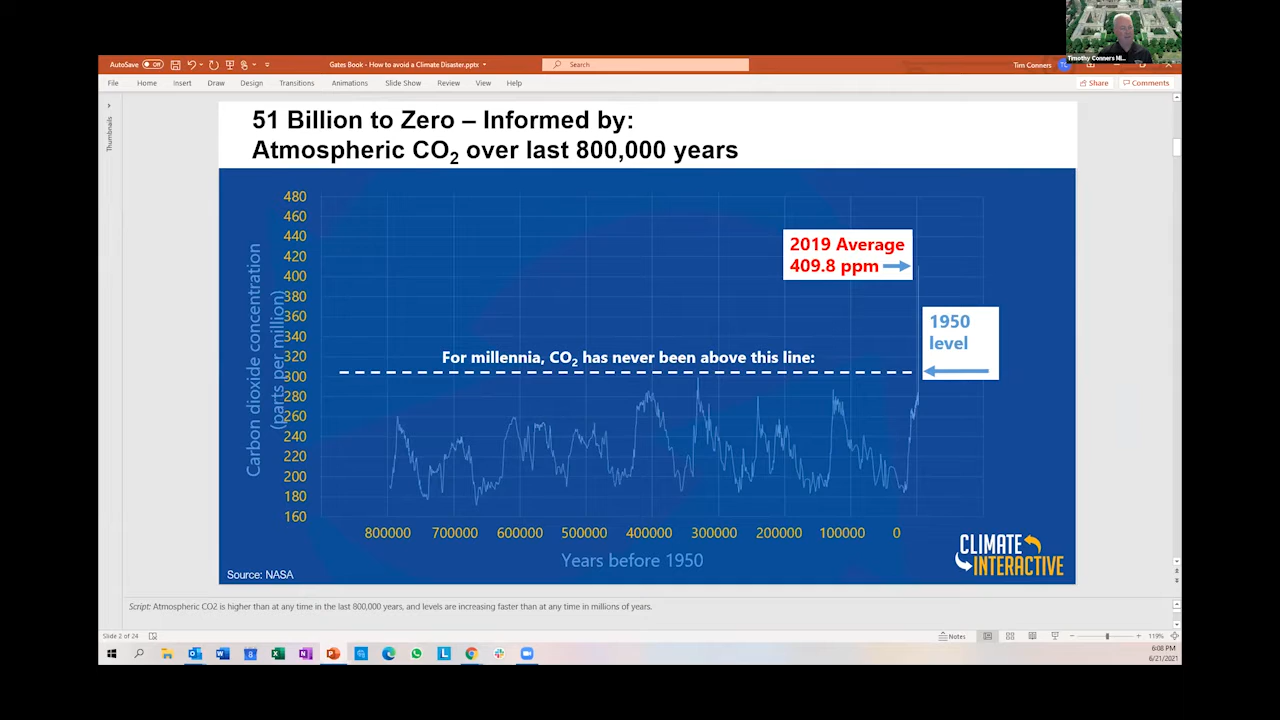 Timothy Conners
AutoSave Off
Gates Book - How to avoid a Climate Disaster.pptx
Search
Tim Conners
File Home Insert Draw Design Transitions Animations Slide Show Review View Help
Share Comments
Thumbnails
51 Billion to Zero – Informed by:
Atmospheric CO2 over last 800,000 years
480
460
440
420
400
380
360
340
320
300
280
260
240
220
200
180
160
Carbon dioxide concentration
(parts per million)
2019 Average
409.8 ppm
1950
level
For millennia, CO2 has never been above this line:
800000 700000 600000 500000 400000 300000 200000 100000 0
Years before 1950
CLIMATE
INTERACTIVE
Source: NASA
Script: Atmospheric CO2 is higher than at any time in the last 800,000 years, and levels are increasing faster than at any time in millions of years.
Slide 2 of 24
Notes
119%
6:08 PM
6/21/2021